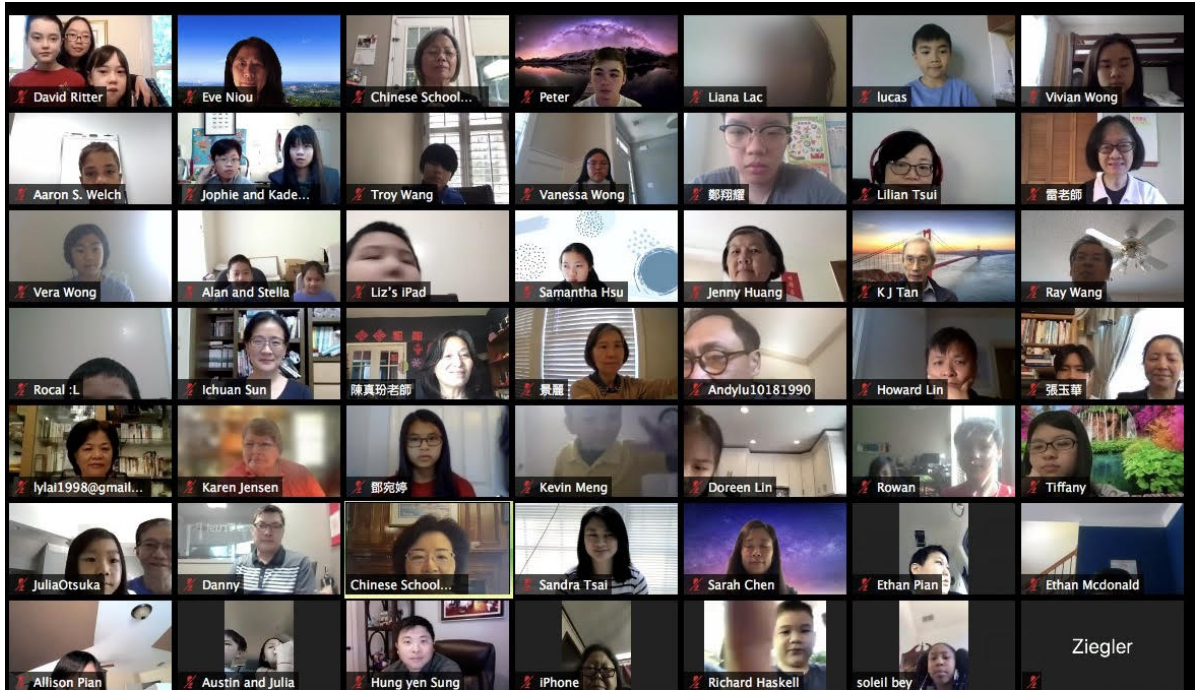 David Ritter
Eve Niou
Chinese School...
Peter
Liana Lac
lucas
Vivian Wong
Aaron S. Welch
Jophie and Kade...
Troy Wang
Vanessa Wong
鄭翔耀
Lilian Tsui
雷老師
Vera Wong
Alan and Stella
Liz's iPad
Samantha Hsu
Jenny Huang
K J Tan
Ray Wang
Rocal :L
Ichuan Sun
陳真玢老師
景麗
Andylu10181990
Howard Lin
張玉華
lylai1998@gmail...
Karen Jensen
鄧宛婷
Kevin Meng
Doreen Lin
Rowan
Tiffany
JuliaOtsuka
Danny
Chinese School...
Sandra Tsai
Sarah Chen
Ethan Pian
Ethan Mcdonald
Allison Pian
Austin and Julia
Hung yen Sung
iPhone
Richard Haskell
soleil bey
Ziegler